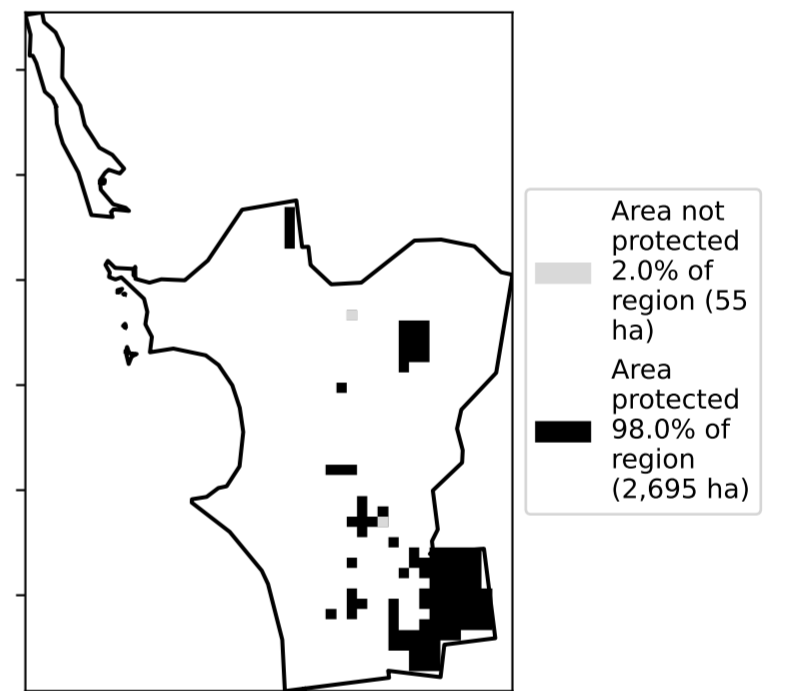 Area not
protected
2.0% of
region (55
ha)
Area
protected
98.0% of
region
(2,695 ha)